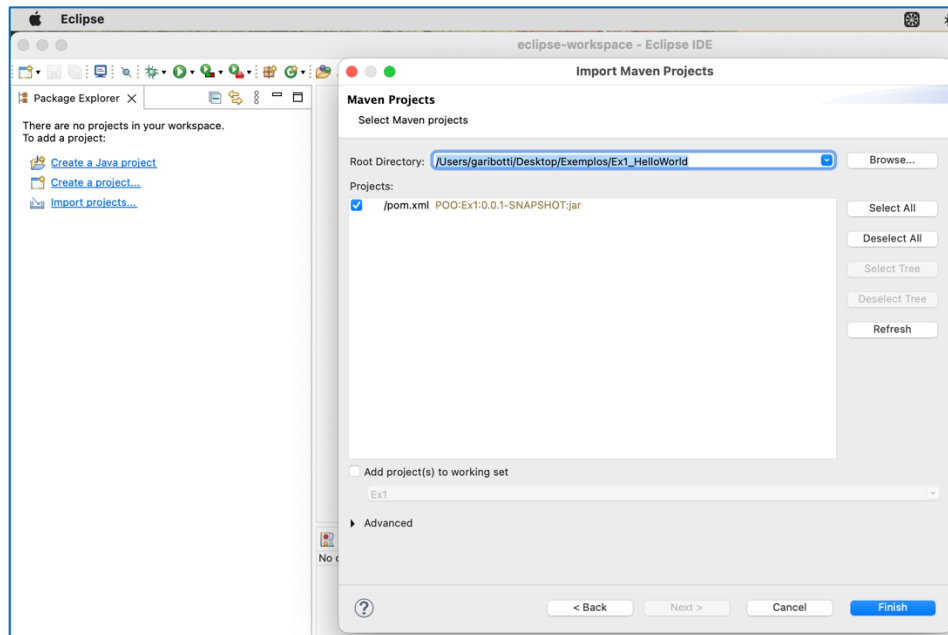 Eclipse
eclipse-workspace - Eclipse IDE
Package Explorer
There are no projects in your workspace.
To add a project:
Create a Java project
Create a project...
Import projects...
Import Maven Projects
Maven Projects
Select Maven projects
Root Directory: /Users/garibotti/Desktop/Exemplos/Ex1_HelloWorld Browse...
Projects:
/pom.xml POO:Ex1:0.0.1-SNAPSHOT:jar
Select All
Deselect All
Select Tree
Deselect Tree
Refresh
Add project(s) to working set
Ex1
Advanced
No
? < Back Next > Cancel Finish